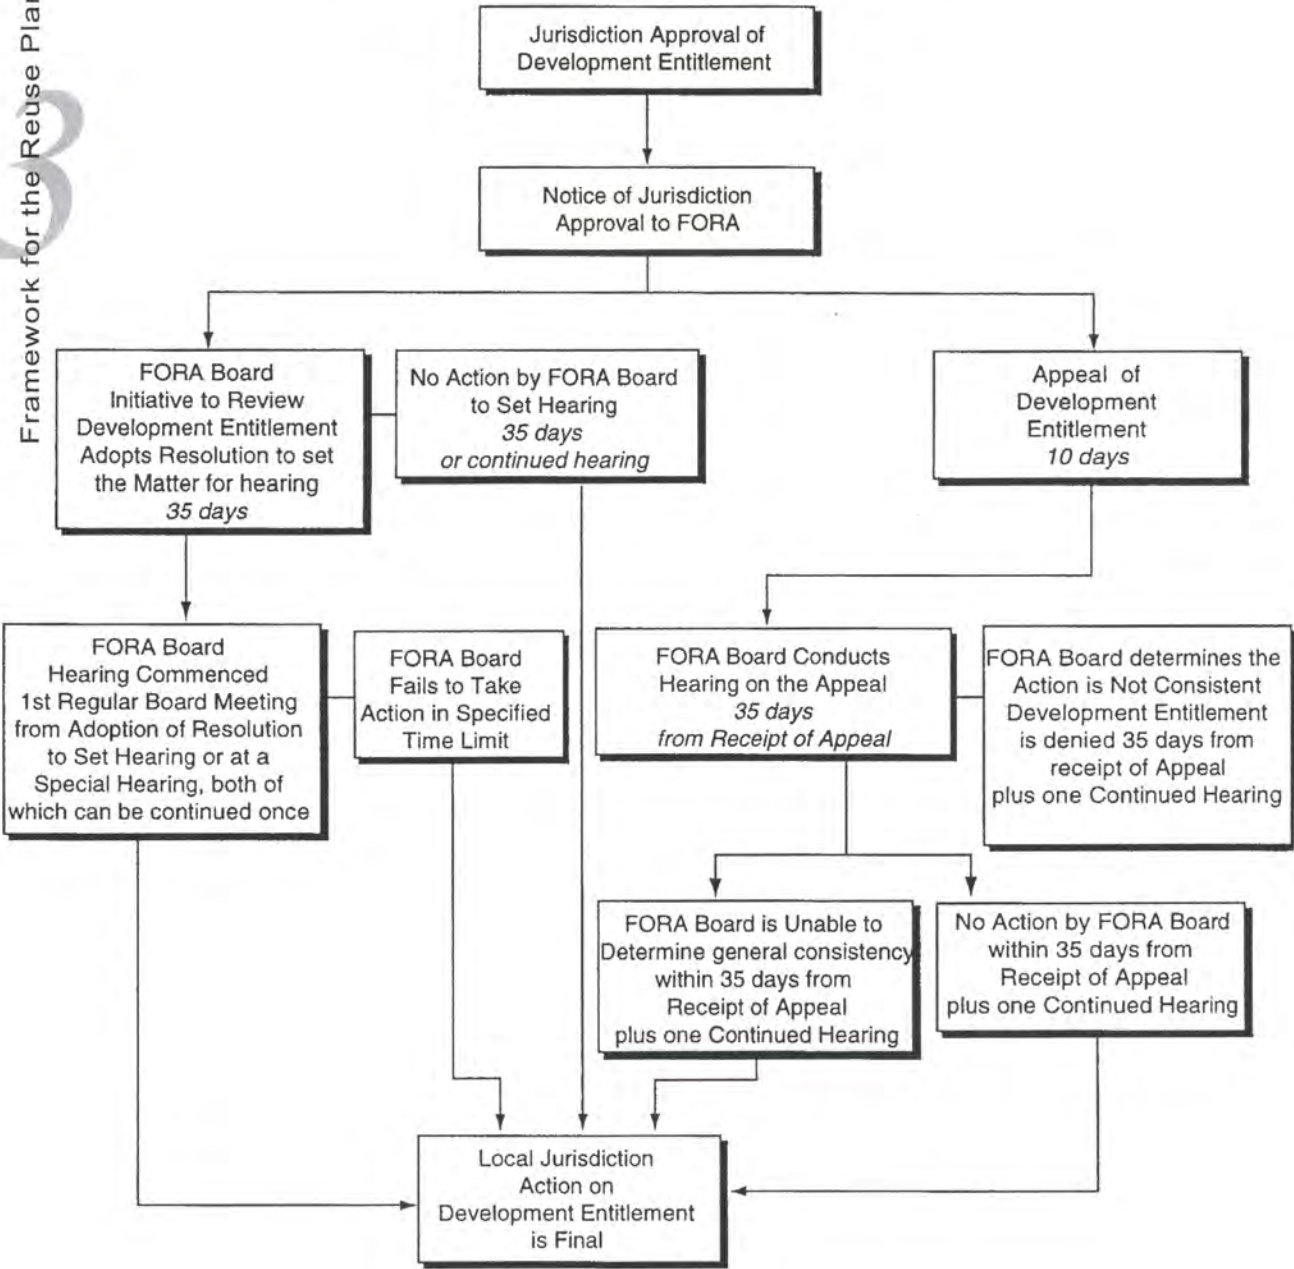 Framework for the Reuse Plan
3
Jurisdiction Approval of
Development Entitlement
Notice of Jurisdiction
Approval to FORA
FORA Board
Initiative to Review
Development Entitlement
Adopts Resolution to set
the Matter for hearing
35 days
No Action by FORA Board
to Set Hearing
35 days
or continued hearing
Appeal of
Development
Entitlement
10 days
FORA Board
Hearing Commenced
1st Regular Board Meeting
from Adoption of Resolution
to Set Hearing or at a
Special Hearing, both of
which can be continued once
FORA Board
Fails to Take
Action in Specified
Time Limit
FORA Board Conducts
Hearing on the Appeal
35 days
from Receipt of Appeal
FORA Board determines the
Action is Not Consistent
Development Entitlement
is denied 35 days from
receipt of Appeal
plus one Continued Hearing
FORA Board is Unable to
Determine general consistency
within 35 days from
Receipt of Appeal
plus one Continued Hearing
No Action by FORA Board
within 35 days from
Receipt of Appeal
plus one Continued Hearing
Local Jurisdiction
Action on
Development Entitlement
is Final